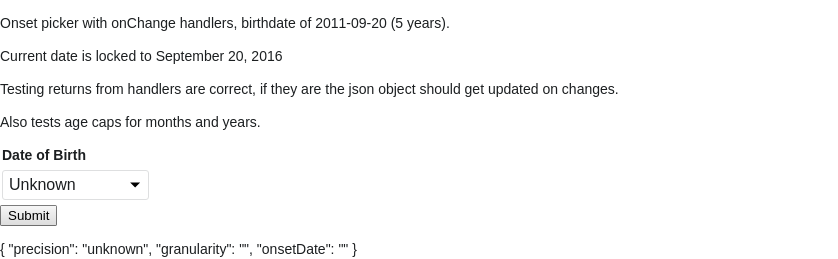 Onset picker with onChange handlers, birthdate of 2011-09-20 (5 years).
Current date is locked to September 20, 2016
Testing returns from handlers are correct, if they are the json object should get updated on changes.
Also tests age caps for months and years.
Date of Birth
Unknown
Submit
{ "precision": "unknown", "granularity": "", "onsetDate": "" }